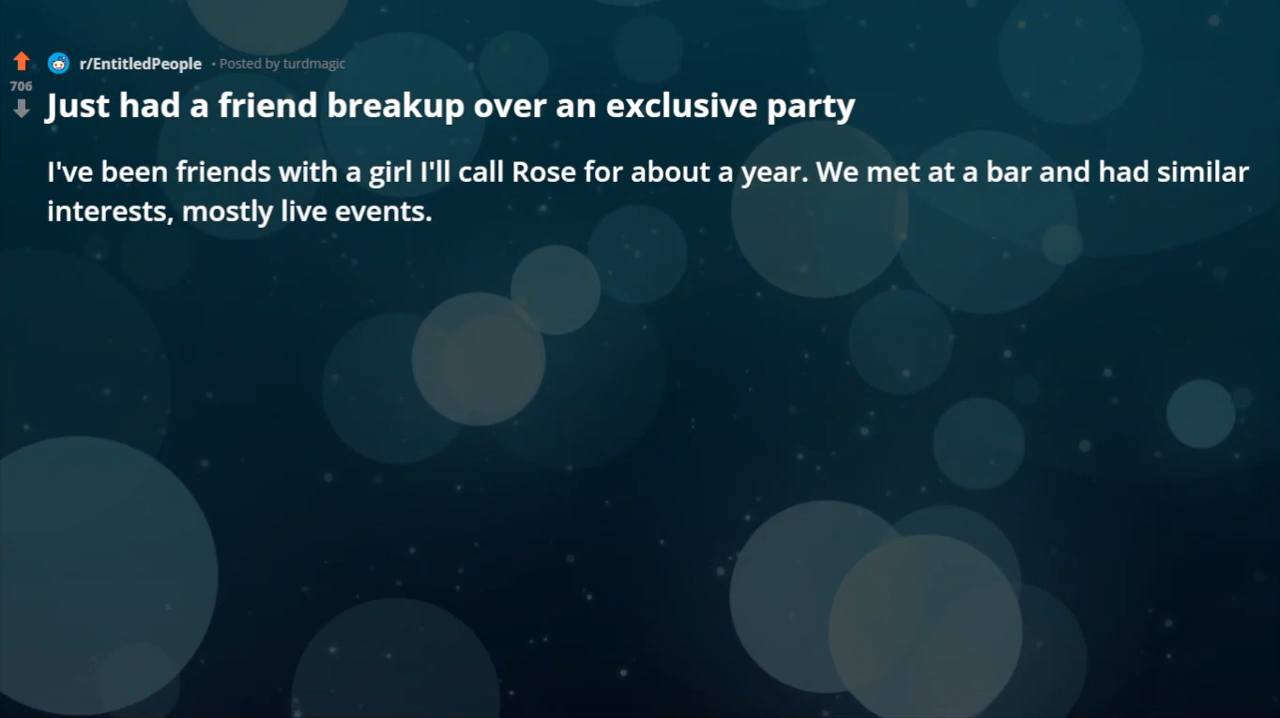 r/EntitledPeople • Posted by turdmagic
706
Just had a friend breakup over an exclusive party
I've been friends with a girl I'll call Rose for about a year. We met at a bar and had similar
interests, mostly live events.